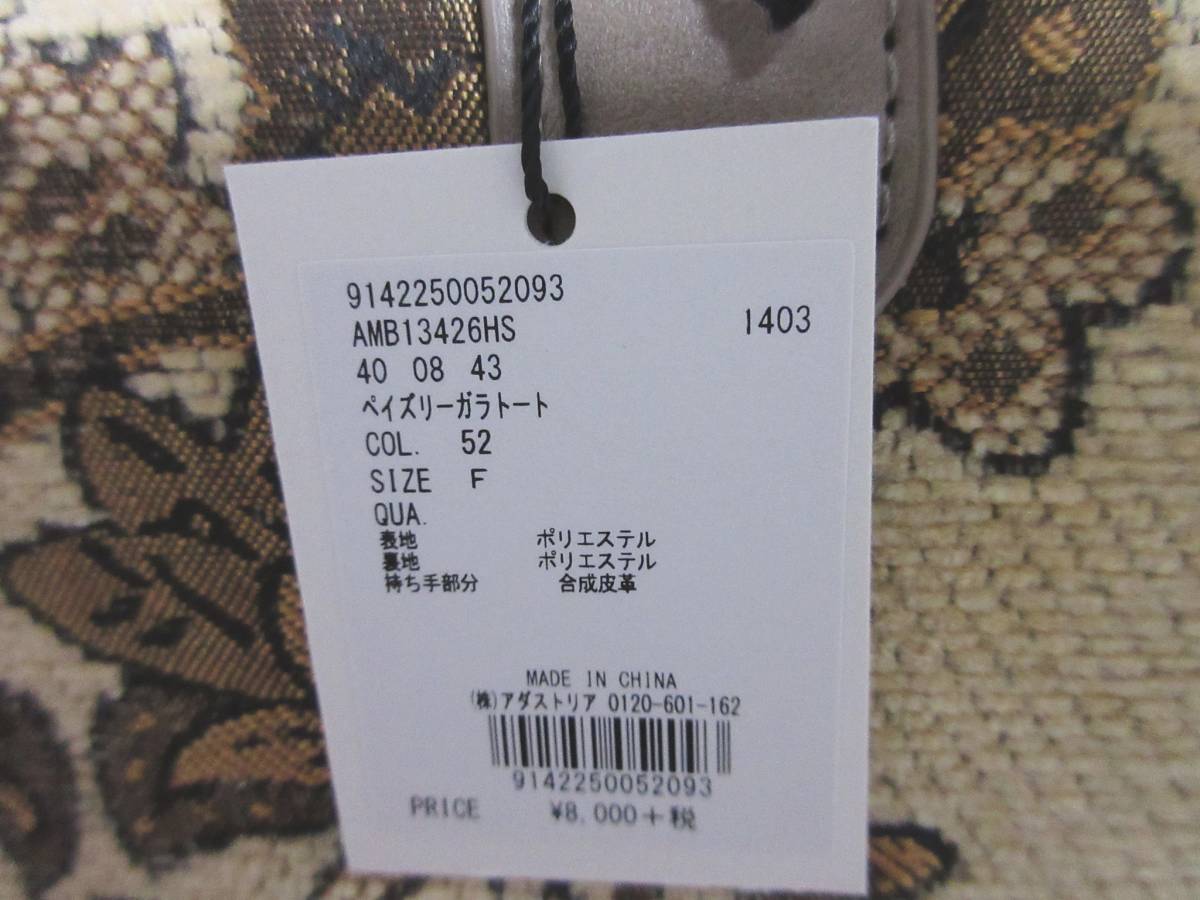 9142250052093
AMB13426HS 1403
40 08 43
ペイズリーガラトート
COL. 52
SIZE F
QUA.
表地 ポリエステル
裏地 ポリエステル
持ち手部分 合成皮革
MADE IN CHINA
(株)アダストリア 0120-601-162
9142250052093
PRICE ¥8,000+税